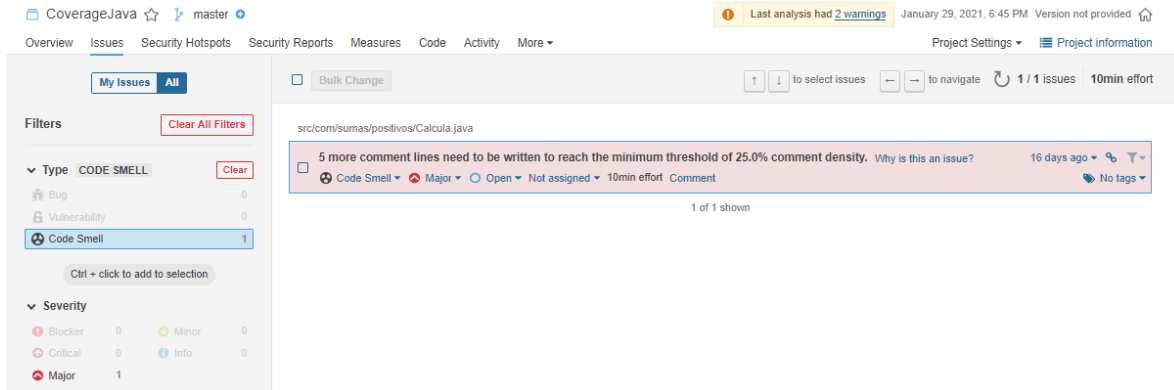 CoverageJava master Last analysis had 2 warnings January 29, 2021, 6:45 PM Version not provided
Overview Issues Security Hotspots Security Reports Measures Code Activity More Project Settings Project information
My Issues All
Bulk Change to select issues to navigate 1 / 1 issues 10min effort
Filters Clear All Filters
src/com/sumas/positivos/Calcula.java
5 more comment lines need to be written to reach the minimum threshold of 25.0% comment density. Why is this an issue? 16 days ago
Code Smell Major Open Not assigned 10min effort Comment No tags
1 of 1 shown
Type CODE SMELL Clear
Bug 0
Vulnerability 0
Code Smell 1
Ctrl + click to add to selection
Severity
Blocker 0 Minor 0
Critical 0 Info 0
Major 1